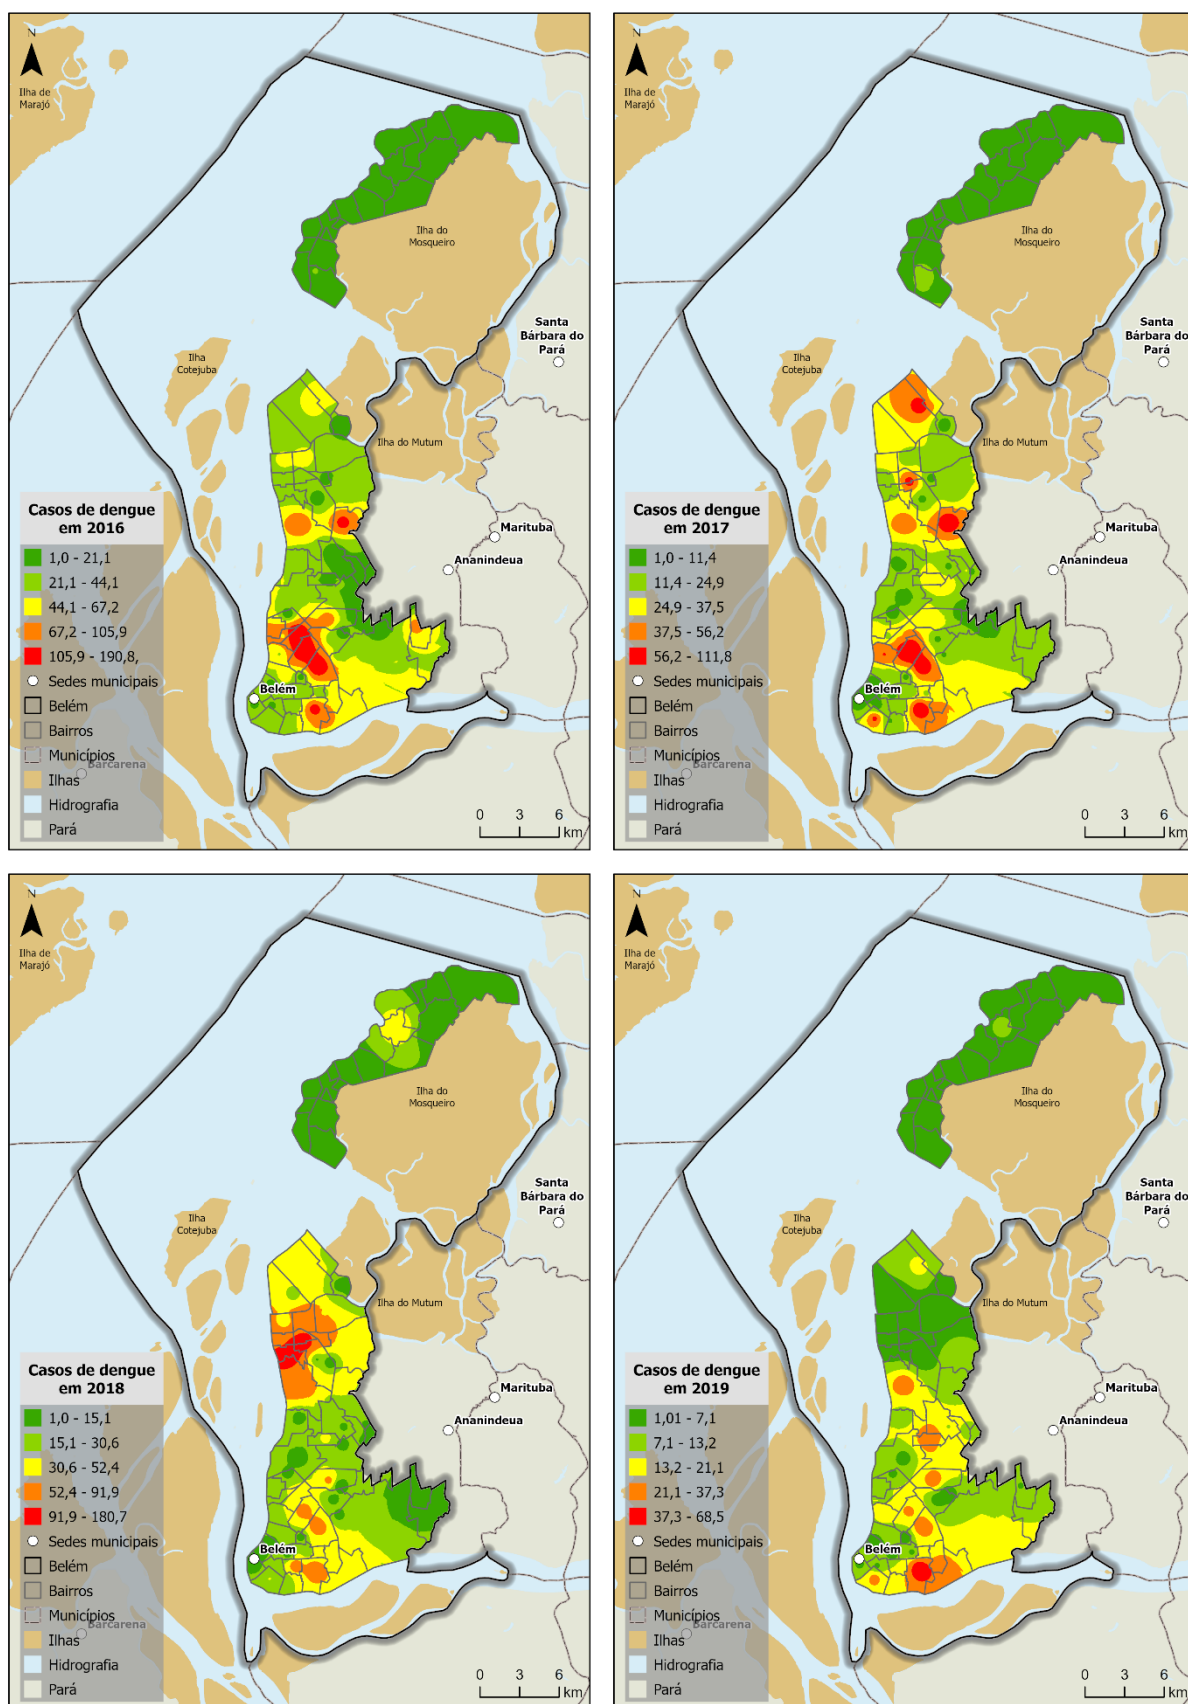 N
Ilha de
Marajó
Ilha do
Mosqueiro
Santa
Bárbara do
Pará
Ilha
Cotejuba
Ilha do Mutum
Marituba
Ananindeua
Belém
Barcarena
Casos de dengue
em 2016
1,0 - 21,1
21,1 - 44,1
44,1 - 67,2
67,2 - 105,9
105,9 - 190,8,
Sedes municipais
Belém
Bairros
Municípios
Ilhas
Hidrografia
Pará
0 3 6
km
N
Ilha de
Marajó
Ilha do
Mosqueiro
Santa
Bárbara do
Pará
Ilha
Cotejuba
Ilha do Mutum
Marituba
Ananindeua
Belém
Barcarena
Casos de dengue
em 2017
1,0 - 11,4
11,4 - 24,9
24,9 - 37,5
37,5 - 56,2
56,2 - 111,8
Sedes municipais
Belém
Bairros
Municípios
Ilhas
Hidrografia
Pará
0 3 6
km
N
Ilha de
Marajó
Ilha do
Mosqueiro
Santa
Bárbara do
Pará
Ilha
Cotejuba
Ilha do Mutum
Marituba
Ananindeua
Belém
Barcarena
Casos de dengue
em 2018
1,0 - 15,1
15,1 - 30,6
30,6 - 52,4
52,4 - 91,9
91,9 - 180,7
Sedes municipais
Belém
Bairros
Municípios
Ilhas
Hidrografia
Pará
0 3 6
km
N
Ilha de
Marajó
Ilha do
Mosqueiro
Santa
Bárbara do
Pará
Ilha
Cotejuba
Ilha do Mutum
Marituba
Ananindeua
Belém
Barcarena
Casos de dengue
em 2019
1,01 - 7,1
7,1 - 13,2
13,2 - 21,1
21,1 - 37,3
37,3 - 68,5
Sedes municipais
Belém
Bairros
Municípios
Ilhas
Hidrografia
Pará
0 3 6
km